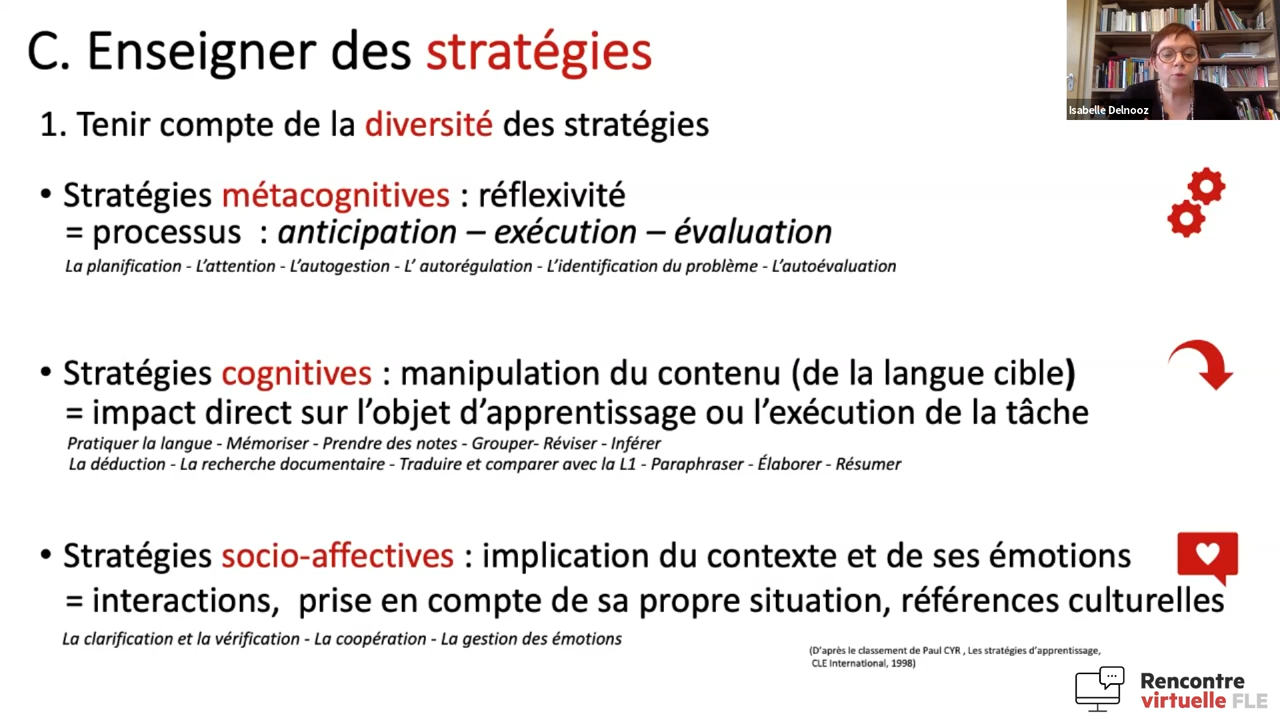 C. Enseigner des stratégies
Isabelle Delnooz
1. Tenir compte de la diversité des stratégies
• Stratégies métacognitives : réflexivité
= processus : anticipation – exécution – évaluation
La planification - L'attention - L'autogestion - L' autorégulation - L'identification du problème - L'autoévaluation
• Stratégies cognitives : manipulation du contenu (de la langue cible)
= impact direct sur l'objet d'apprentissage ou l'exécution de la tâche
Pratiquer la langue - Mémoriser - Prendre des notes - Grouper- Réviser - Inférer
La déduction - La recherche documentaire - Traduire et comparer avec la L1 - Paraphraser - Élaborer - Résumer
• Stratégies socio-affectives : implication du contexte et de ses émotions
= interactions, prise en compte de sa propre situation, références culturelles
La clarification et la vérification - La coopération - La gestion des émotions
(D'après le classement de Paul CYR , Les stratégies d'apprentissage,
CLE International, 1998)
Rencontre
virtuelle FLE